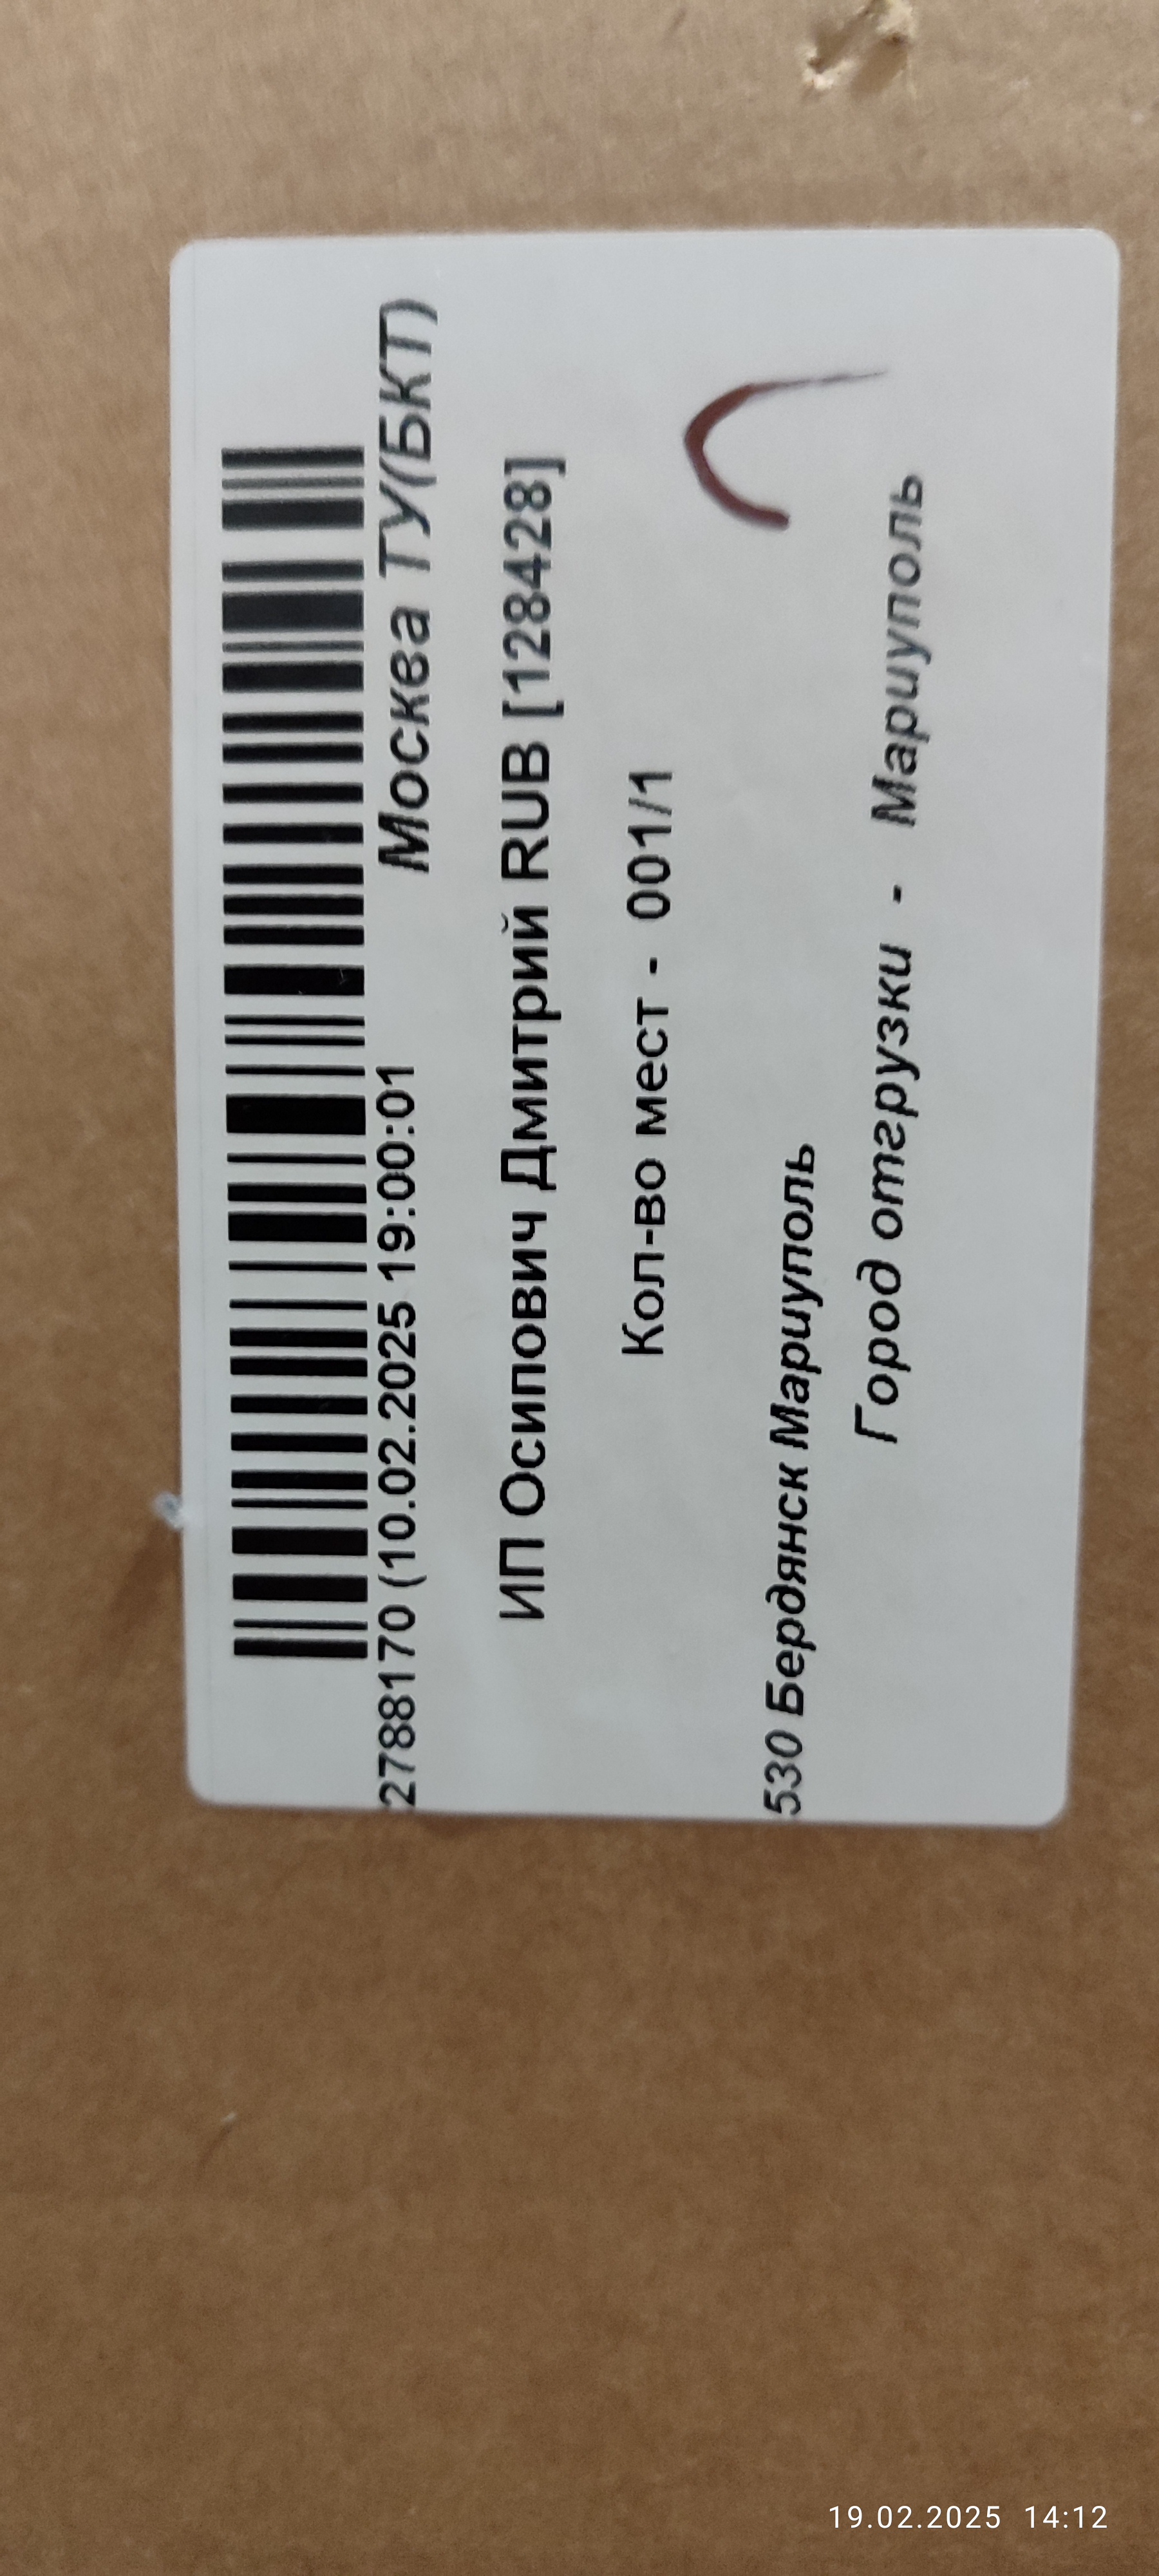 2788170 (10.02.2025 19:00:01 Москва ТУ(БКТ)
ИП Осипович Дмитрий RUB [128428]
Кол-во мест - 001/1
530 Бердянск Мариуполь
Город отгрузки - Мариуполь
19.02.2025 14:12